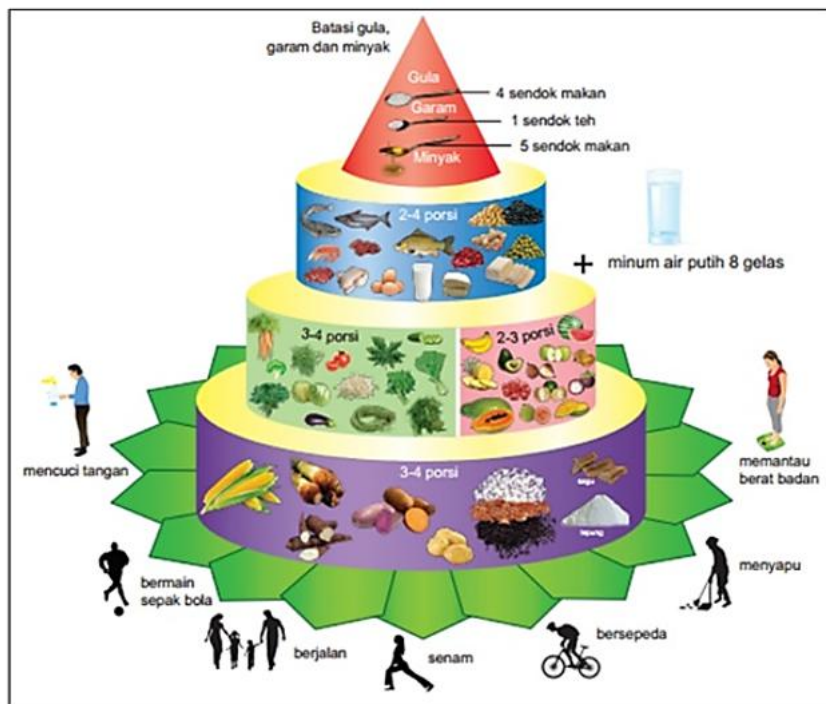 Batasi gula,
garam dan minyak
Gula
4 sendok makan
Garam
1 sendok teh
5 sendok makan
Minyak
2-4 porsi
+ minum air putih 8 gelas
3-4 porsi
2-3 porsi
mencuci tangan
memantau
berat badan
3-4 porsi
sagu
tepung
bermain
sepak bola
menyapu
berjalan
senam
bersepeda